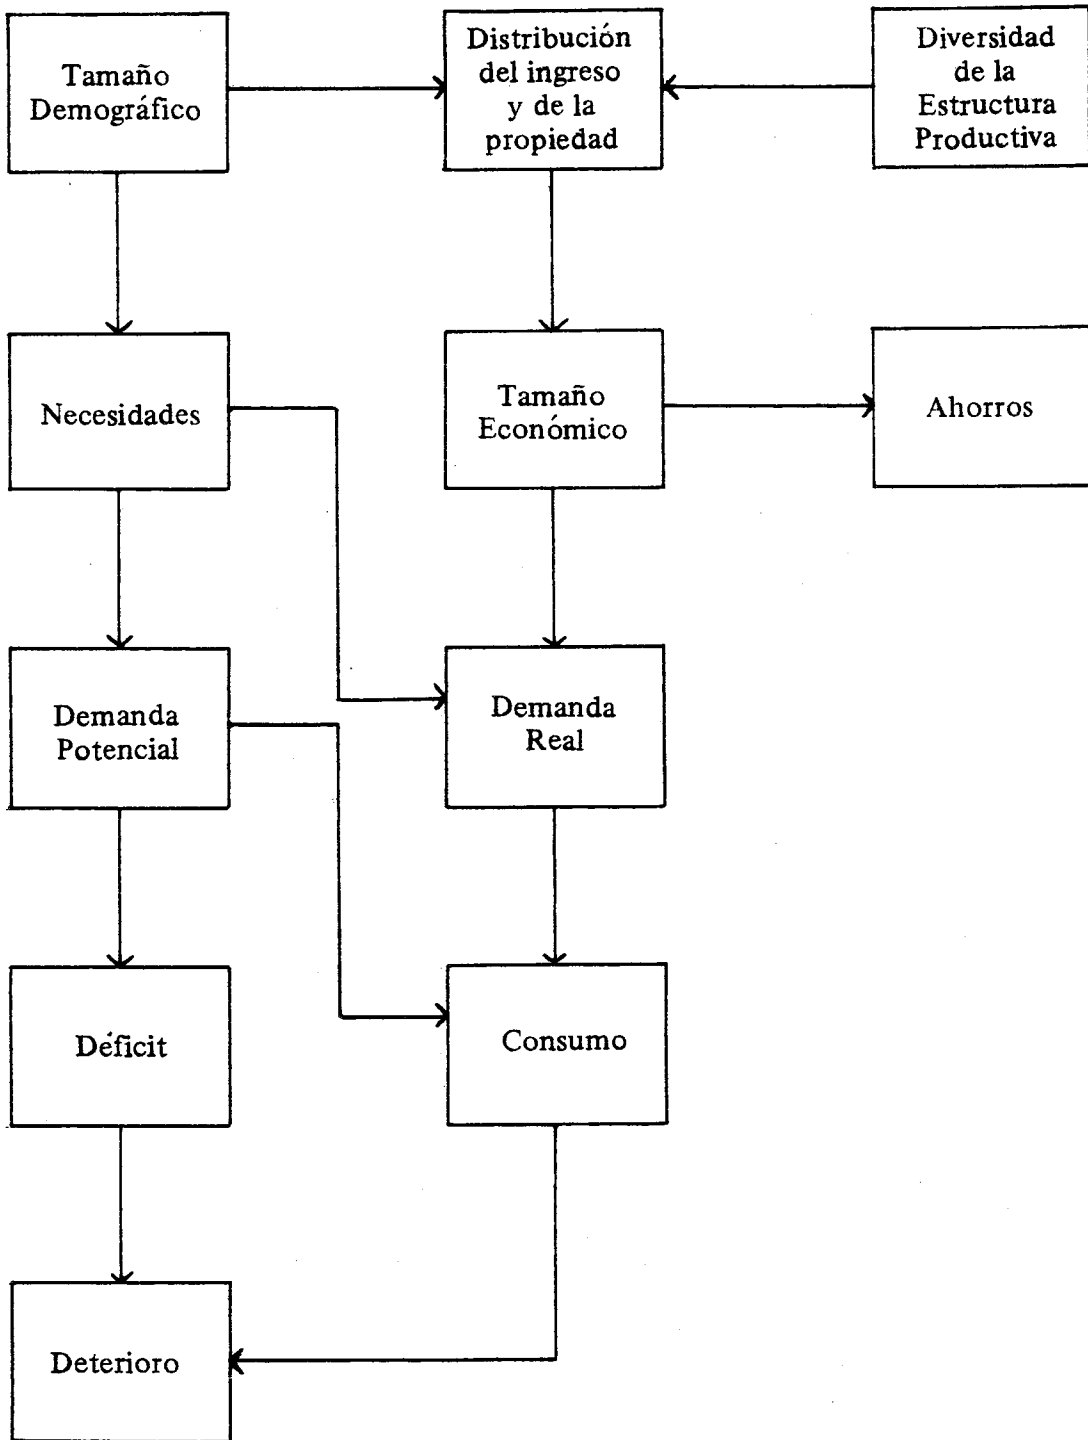 Tamaño
Demográfico
Distribución
del ingreso
y de la
propiedad
Diversidad
de la
Estructura
Productiva
Necesidades
Tamaño
Económico
Ahorros
Demanda
Potencial
Demanda
Real
Déficit
Consumo
Deterioro